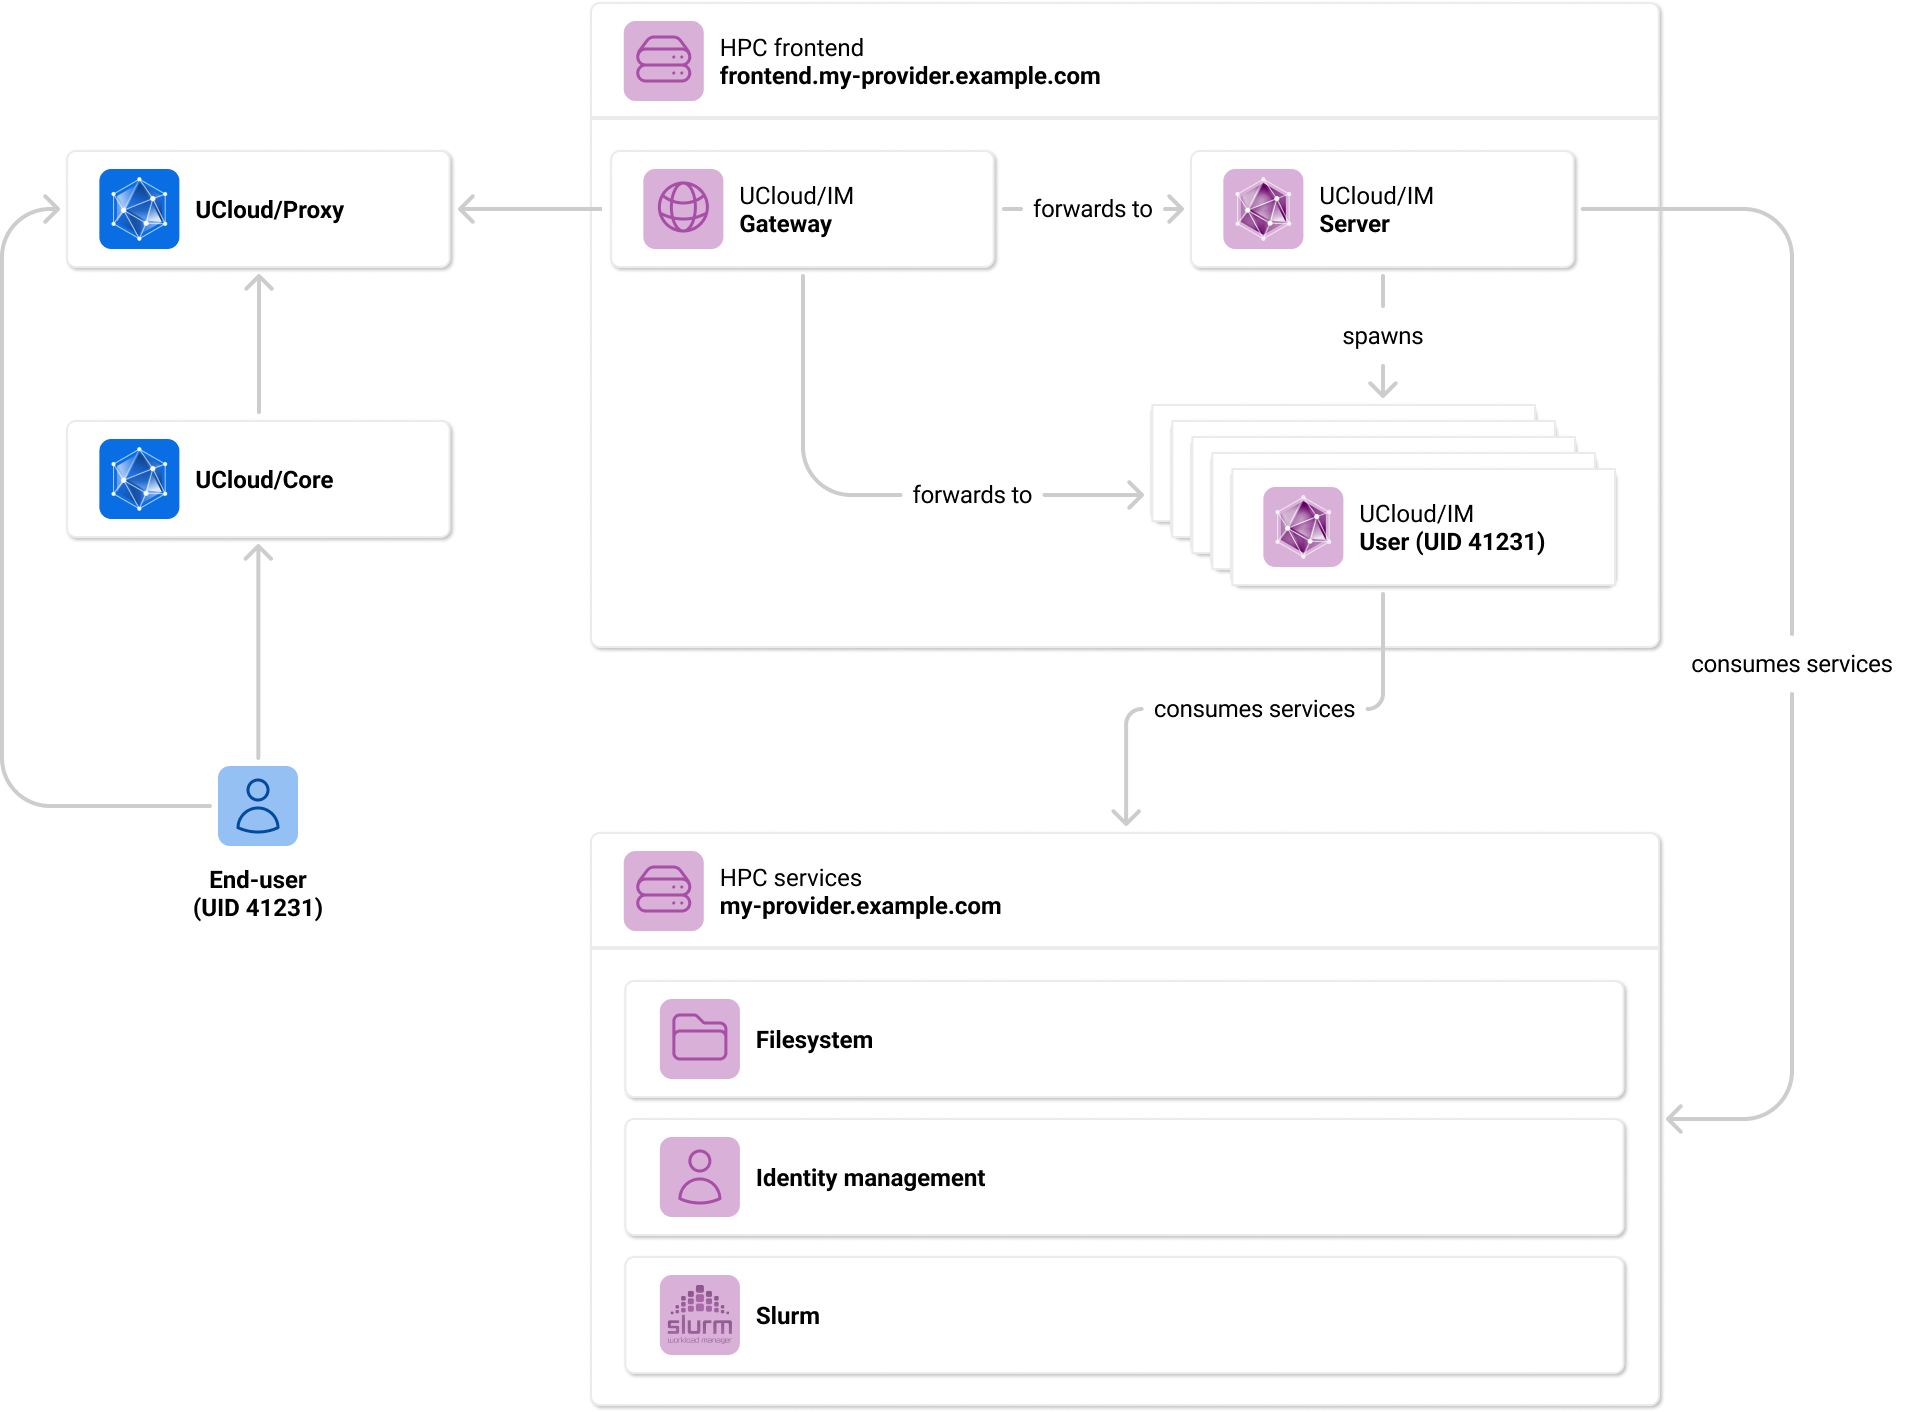 HPC frontend
frontend.my-provider.example.com
UCloud/Proxy
UCloud/IM
Gateway
forwards to
UCloud/IM
Server
spawns
UCloud/Core
forwards to
UCloud/IM
User (UID 41231)
consumes services
consumes services
End-user
(UID 41231)
HPC services
my-provider.example.com
Filesystem
Identity management
slurm
workload manager
Slurm